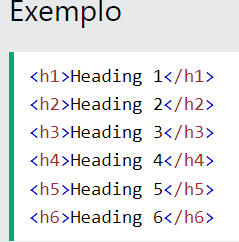 Exemplo
<h1>Heading 1</h1>
<h2>Heading 2</h2>
<h3>Heading 3</h3>
<h4>Heading 4</h4>
<h5>Heading 5</h5>
<h6>Heading 6</h6>